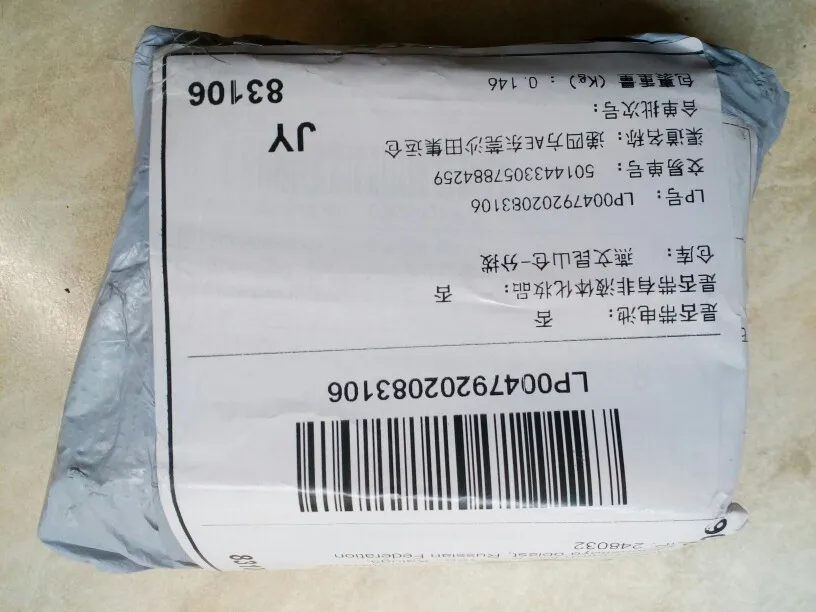 oblast, Russian Federation
248032
LP00479202083106
是否带电池: 否
是否带有非液体化妆品: 否
仓库: 燕文昆山仓-分拨
LP号: LP00479202083106
交易单号: 5014433057884259
渠道名称: 递四方AE东莞沙田集运仓
JY
合单批次号:
包裹重量 (Kg) : 0.146
83106